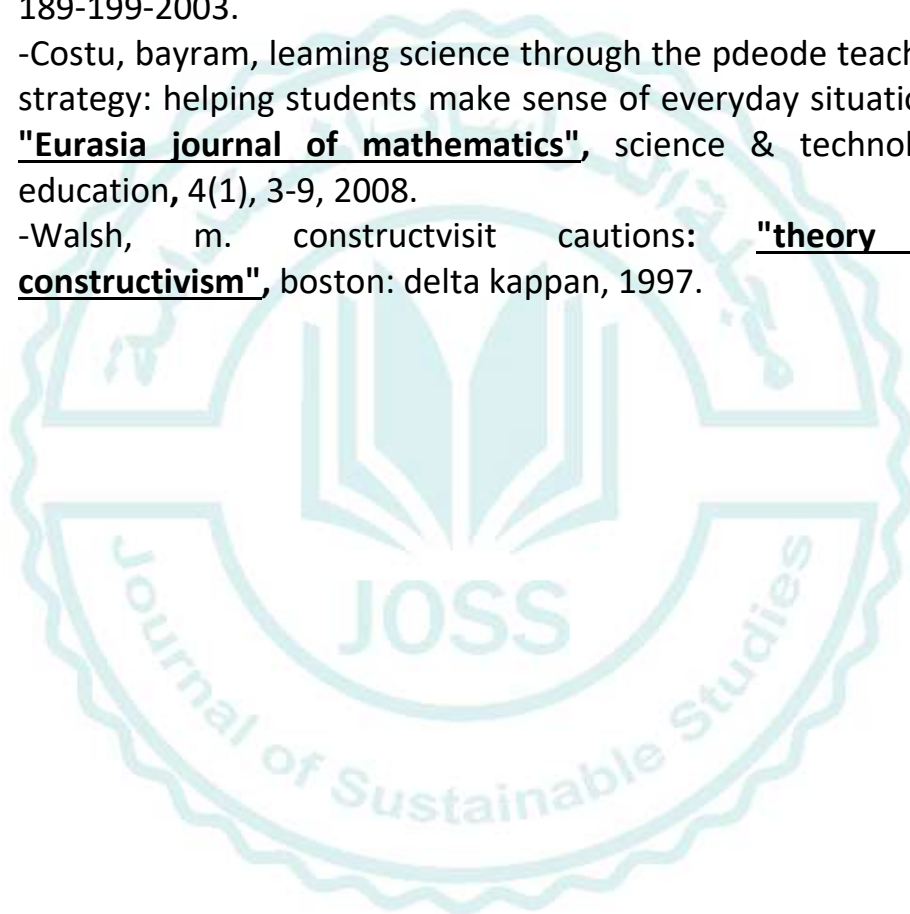 189-199-2003.
-Costu, bayram, leaming science through the pdeode teach
strategy: helping students make sense of everyday situatio
"Eurasia journal of mathematics", science & technol
education, 4(1), 3-9, 2008.
-Walsh, m. constructvisit cautions: "theory
constructivism", boston: delta kappan, 1997.
JOSS
Journal of Sustainable Studies